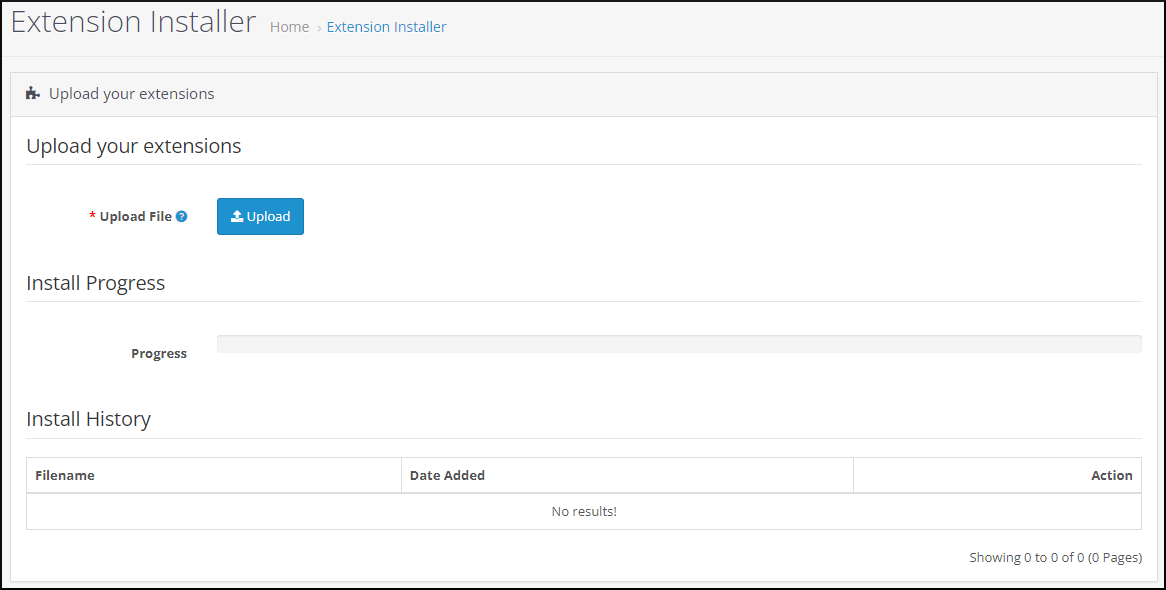 Extension Installer Home › Extension Installer
Upload your extensions
Upload your extensions
* Upload File ? Upload
Install Progress
Progress
Install History
Filename Date Added Action
No results!
Showing 0 to 0 of 0 (0 Pages)